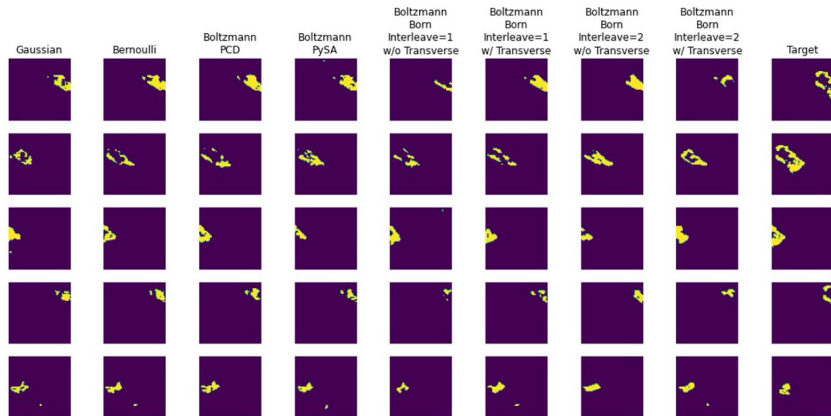 Gaussian
Bernoulli
Boltzmann
PCD
Boltzmann
PySA
Boltzmann
Born
Interleave=1
w/o Transverse
Boltzmann
Born
Interleave=1
w/ Transverse
Boltzmann
Born
Interleave=2
w/o Transverse
Boltzmann
Born
Interleave=2
w/ Transverse
Target